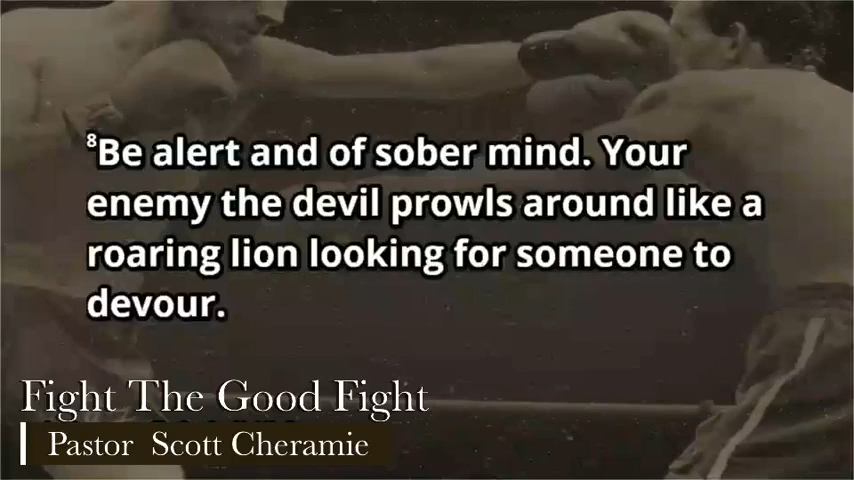 ⁸Be alert and of sober mind. Your
enemy the devil prowls around like a
roaring lion looking for someone to
devour.
Fight The Good Fight
Pastor Scott Cheramie